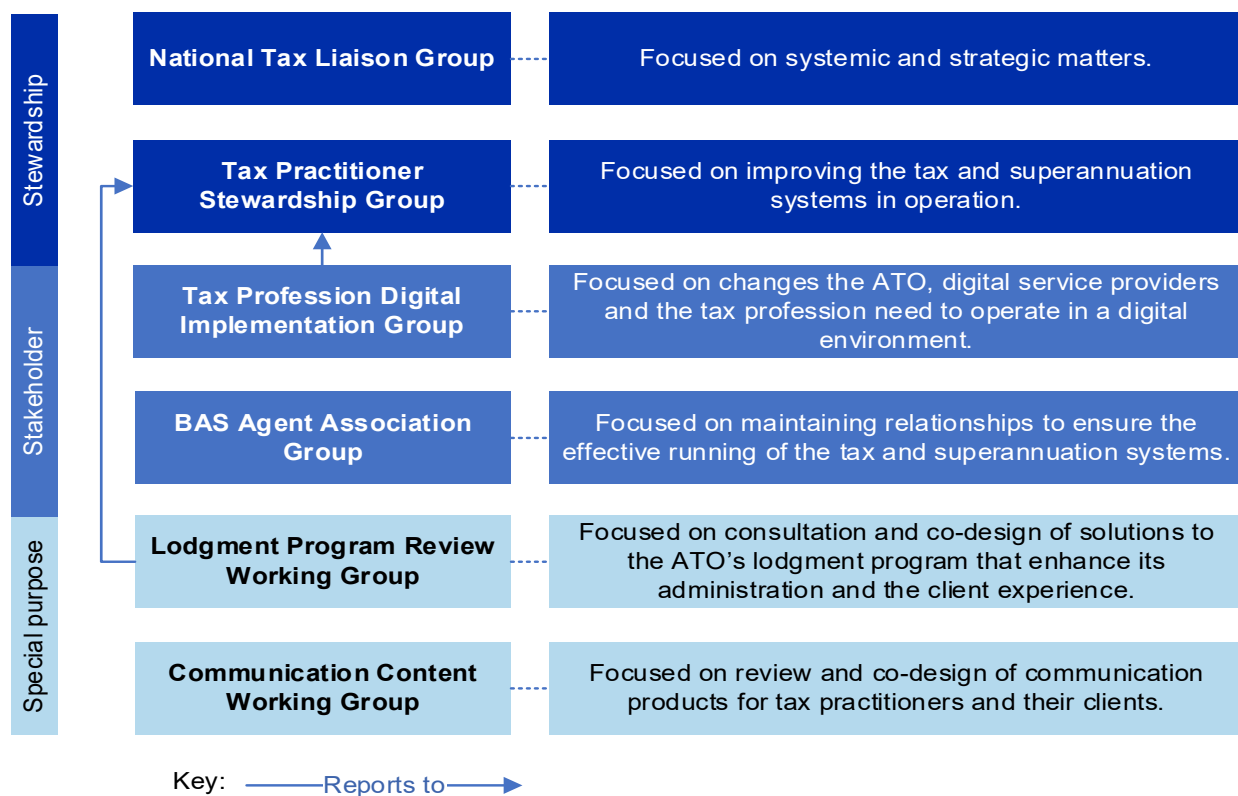 Stewardship
National Tax Liaison Group
Focused on systemic and strategic matters.
Tax Practitioner
Stewardship Group
Focused on improving the tax and superannuation
systems in operation.
Stakeholder
Tax Profession Digital
Implementation Group
Focused on changes the ATO, digital service providers
and the tax profession need to operate in a digital
environment.
BAS Agent Association
Group
Focused on maintaining relationships to ensure the
effective running of the tax and superannuation systems.
Special purpose
Lodgment Program Review
Working Group
Focused on consultation and co-design of solutions to
the ATO’s lodgment program that enhance its
administration and the client experience.
Communication Content
Working Group
Focused on review and co-design of communication
products for tax practitioners and their clients.
Key: Reports to